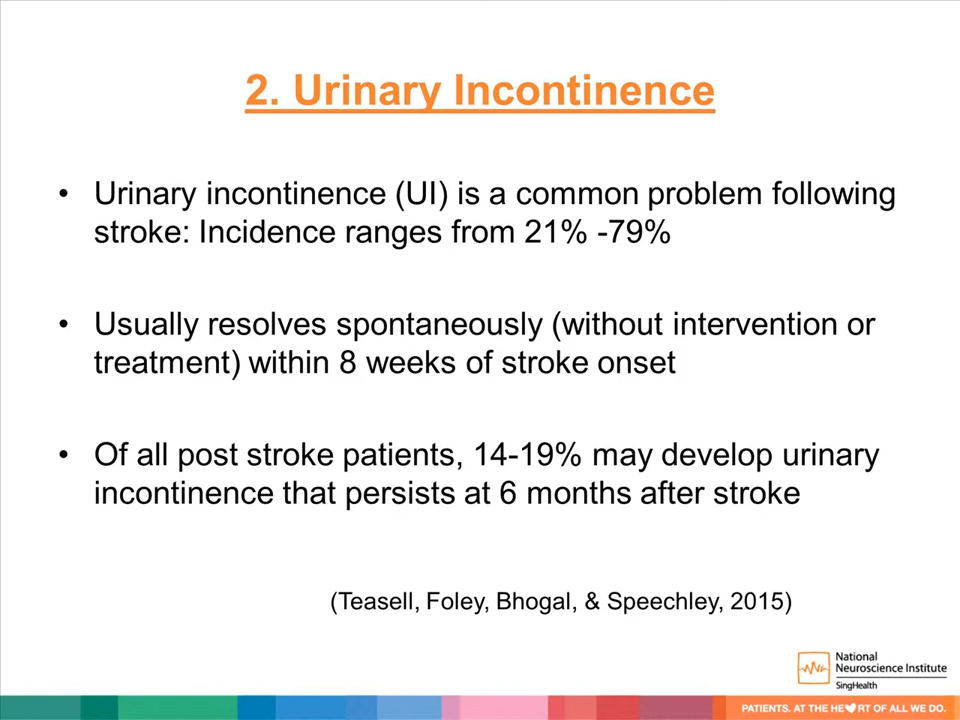 2. Urinary Incontinence
• Urinary incontinence (UI) is a common problem following
stroke: Incidence ranges from 21% -79%
• Usually resolves spontaneously (without intervention or
treatment) within 8 weeks of stroke onset
• Of all post stroke patients, 14-19% may develop urinary
incontinence that persists at 6 months after stroke
(Teasell, Foley, Bhogal, & Speechley, 2015)
National
Neuroscience Institute
SingHealth
PATIENTS. AT THE HE♥RT OF ALL WE DO.